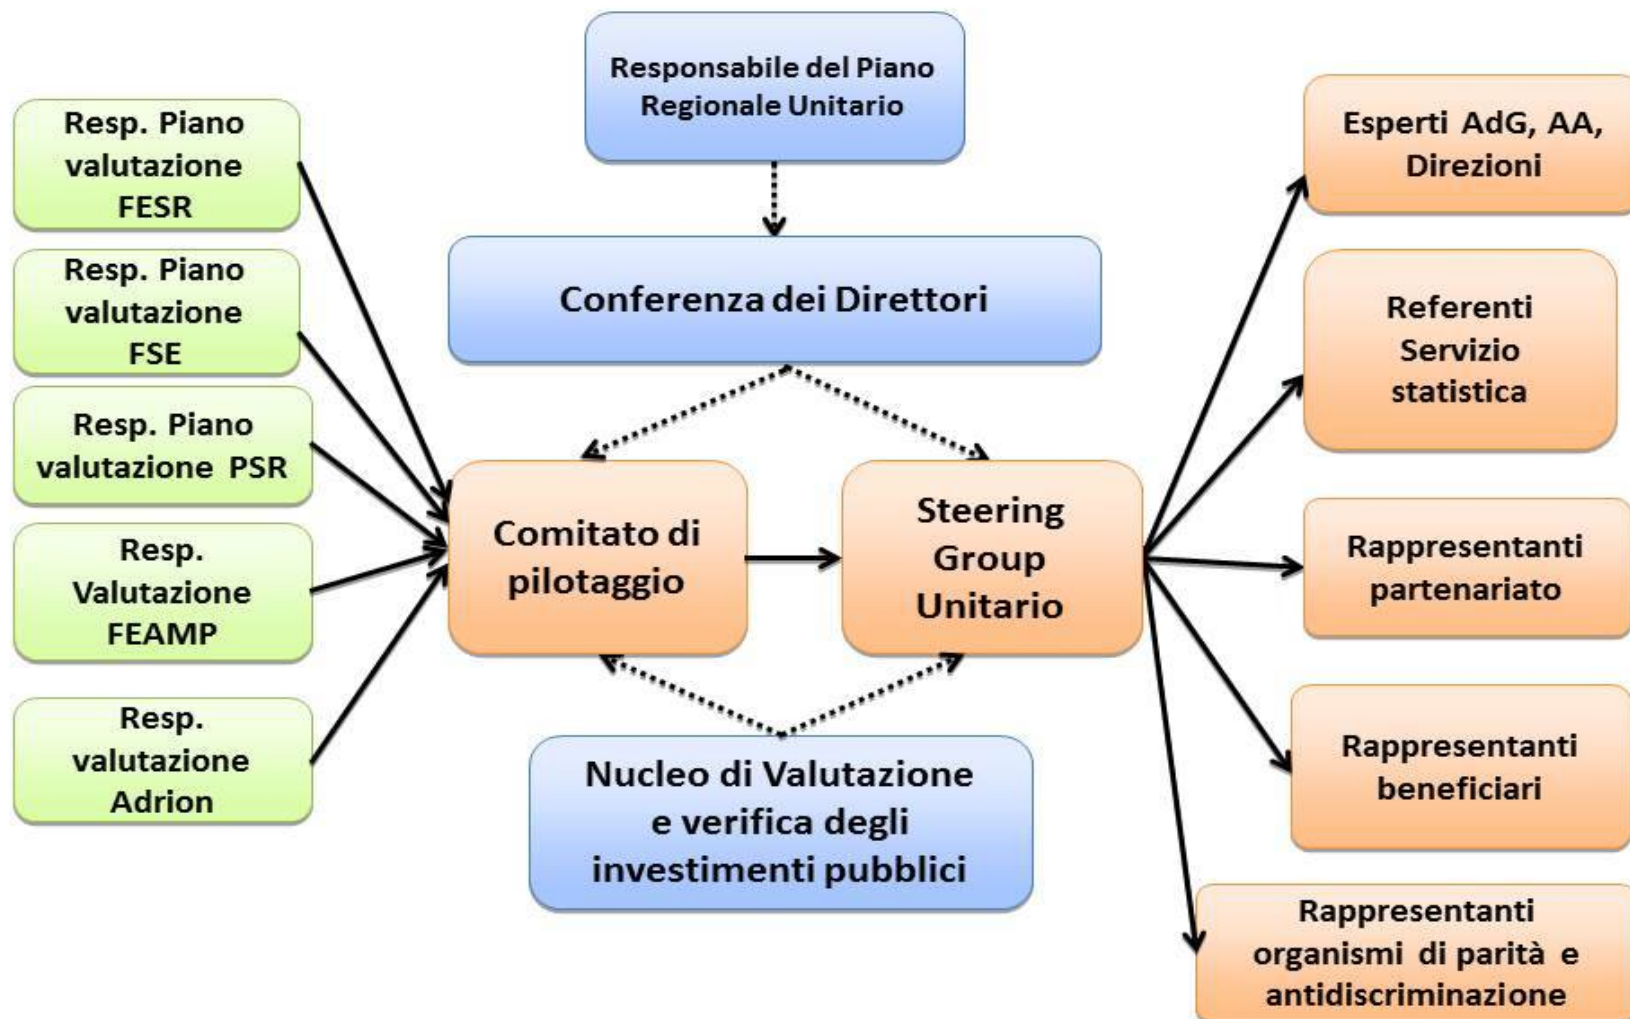 Responsabile del Piano
Regionale Unitario
Resp. Piano
valutazione
FESR
Resp. Piano
valutazione
FSE
Resp. Piano
valutazione PSR
Resp.
Valutazione
FEAMP
Resp.
valutazione
Adrion
Conferenza dei Direttori
Comitato di
pilotaggio
Steering
Group
Unitario
Nucleo di Valutazione
e verifica degli
investimenti pubblici
Esperti AdG, AA,
Direzioni
Referenti
Servizio
statistica
Rappresentanti
partenariato
Rappresentanti
beneficiari
Rappresentanti
organismi di parità e
antidiscriminazione